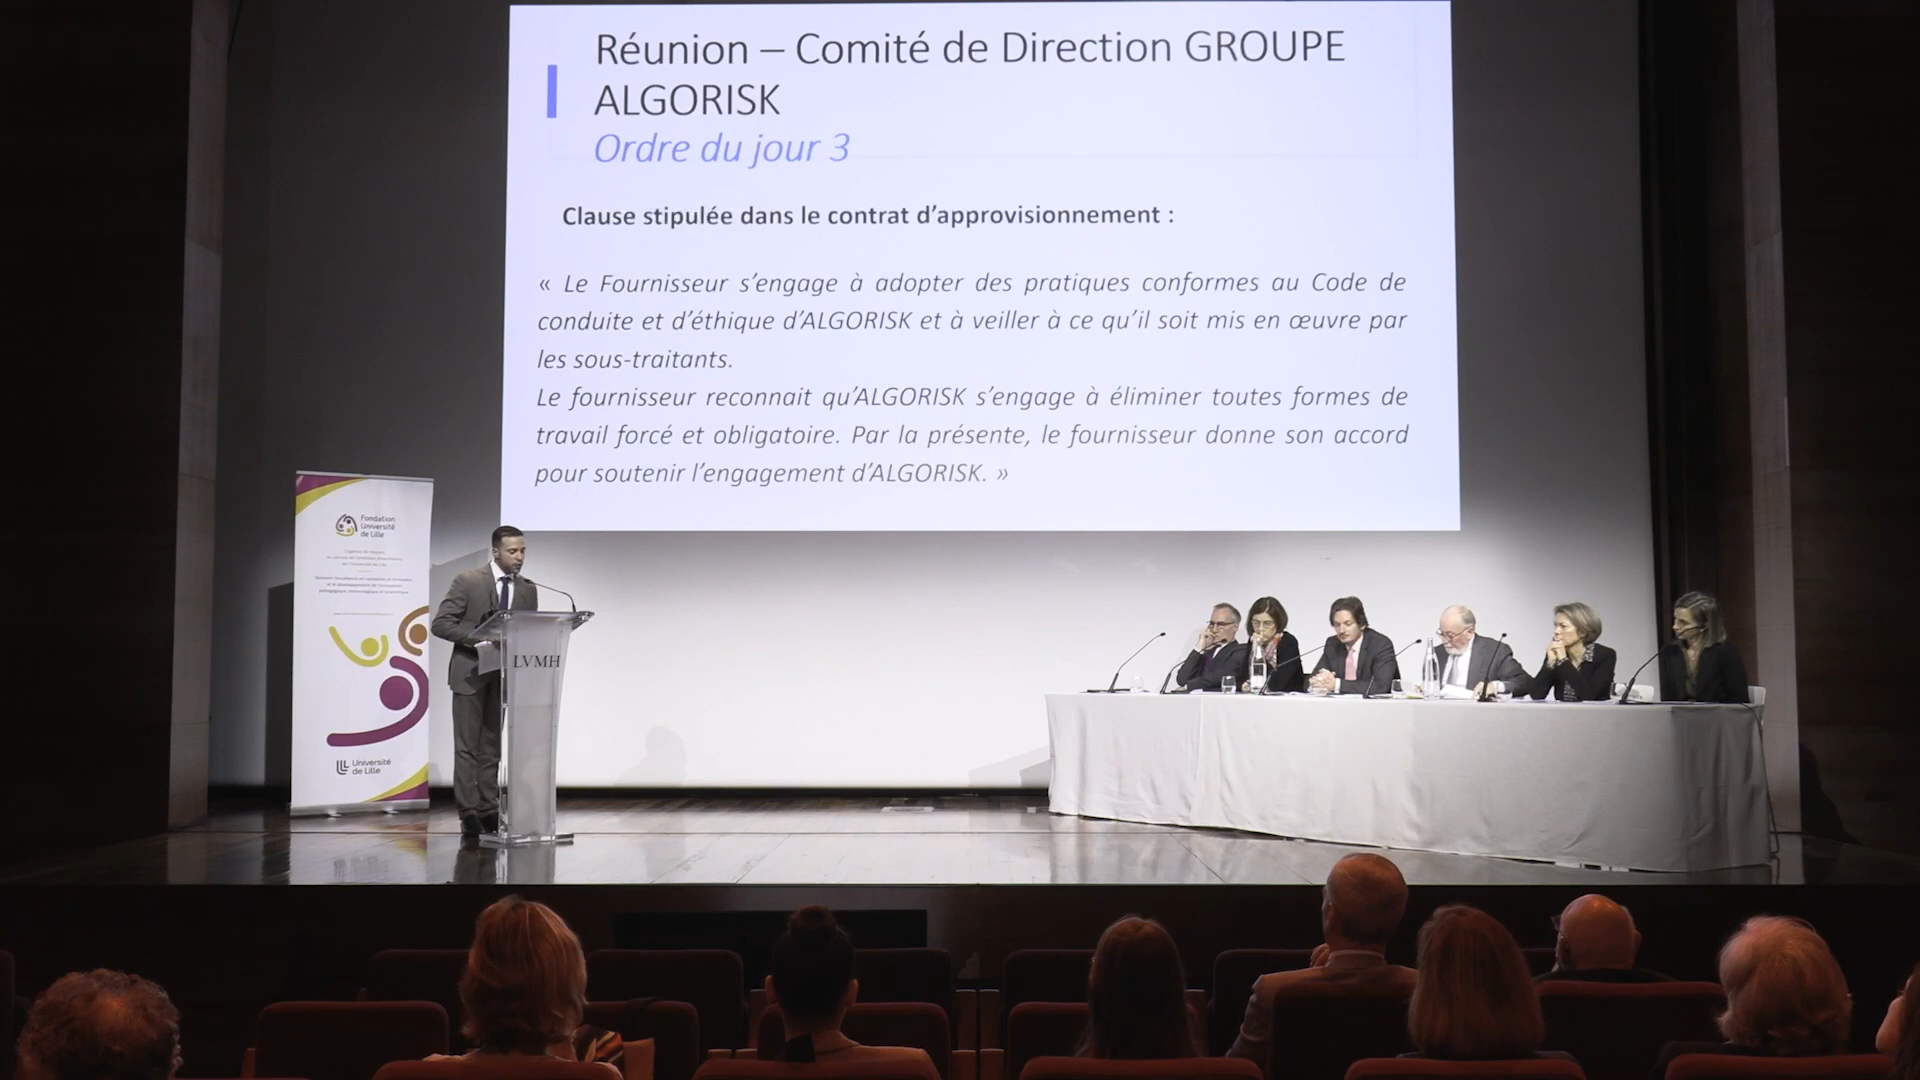 Réunion – Comité de Direction GROUPE
ALGORISK
Ordre du jour 3
Clause stipulée dans le contrat d’approvisionnement :
« Le Fournisseur s’engage à adopter des pratiques conformes au Code de
conduite et d’éthique d’ALGORISK et à veiller à ce qu’il soit mis en œuvre par
les sous-traitants.
Le fournisseur reconnait qu’ALGORISK s’engage à éliminer toutes formes de
travail forcé et obligatoire. Par la présente, le fournisseur donne son accord
pour soutenir l’engagement d’ALGORISK. »
Fondation
Université
de Lille
Université
de Lille
LVMH